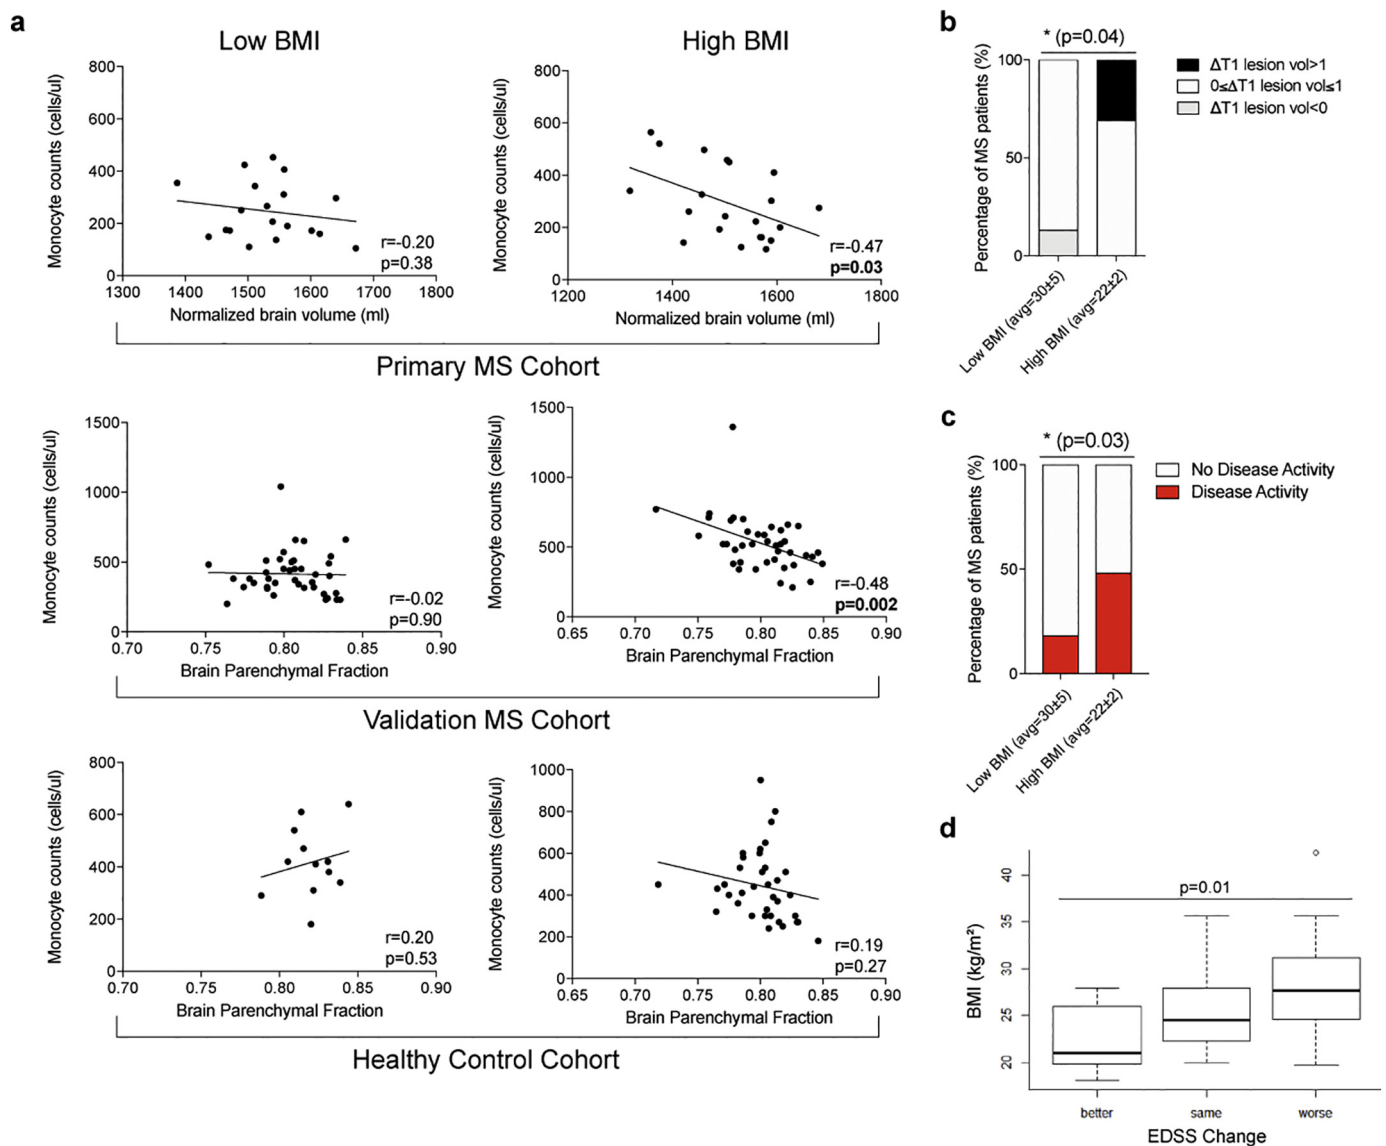 a
Low BMI
High BMI
Monocyte counts (cells/ul)
800
600
400
200
0
1300
1400
1500
1600
1700
1800
r=-0.20
p=0.38
Normalized brain volume (ml)
Monocyte counts (cells/ul)
800
600
400
200
0
1200
1400
1600
1800
r=-0.47
p=0.03
Normalized brain volume (ml)
Primary MS Cohort
Monocyte counts (cells/ul)
1500
1000
500
0
0.70
0.75
0.80
0.85
0.90
r=-0.02
p=0.90
Brain Parenchymal Fraction
Monocyte counts (cells/ul)
1500
1000
500
0
0.65
0.70
0.75
0.80
0.85
0.90
r=-0.48
p=0.002
Brain Parenchymal Fraction
Validation MS Cohort
Monocyte counts (cells/ul)
800
600
400
200
0
0.70
0.75
0.80
0.85
0.90
r=0.20
p=0.53
Brain Parenchymal Fraction
Monocyte counts (cells/ul)
1000
800
600
400
200
0
0.65
0.70
0.75
0.80
0.85
0.90
r=0.19
p=0.27
Brain Parenchymal Fraction
Healthy Control Cohort
b
* (p=0.04)
Percentage of MS patients (%)
100
50
0
Low BMI (avg=30±5)
High BMI (avg=22±2)
ΔT1 lesion vol>1
0≤ΔT1 lesion vol≤1
ΔT1 lesion vol<0
c
* (p=0.03)
Percentage of MS patients (%)
100
50
0
Low BMI (avg=30±5)
High BMI (avg=22±2)
No Disease Activity
Disease Activity
d
p=0.01
BMI (kg/m²)
40
35
30
25
20
better
same
worse
EDSS Change